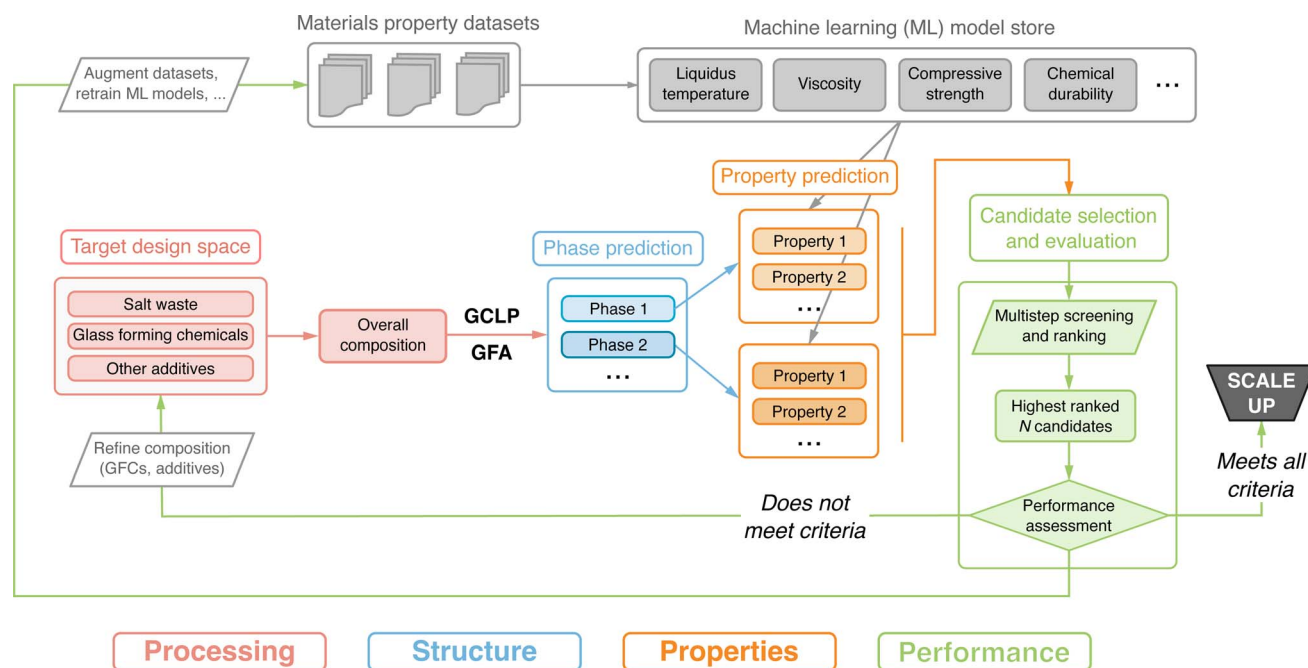 Materials property datasets
Machine learning (ML) model store
Augment datasets,
retrain ML models, ...
Liquidus
temperature
Viscosity
Compressive
strength
Chemical
durability
...
Property prediction
Target design space
Phase prediction
Candidate selection
and evaluation
Salt waste
Glass forming chemicals
Other additives
Overall
composition
GCLP
GFA
Phase 1
Phase 2
...
Property 1
Property 2
...
Property 1
Property 2
...
Multistep screening
and ranking
Highest ranked
N candidates
Performance
assessment
SCALE
UP
Meets all
criteria
Does not
meet criteria
Refine composition
(GFCs, additives)
Processing
Structure
Properties
Performance